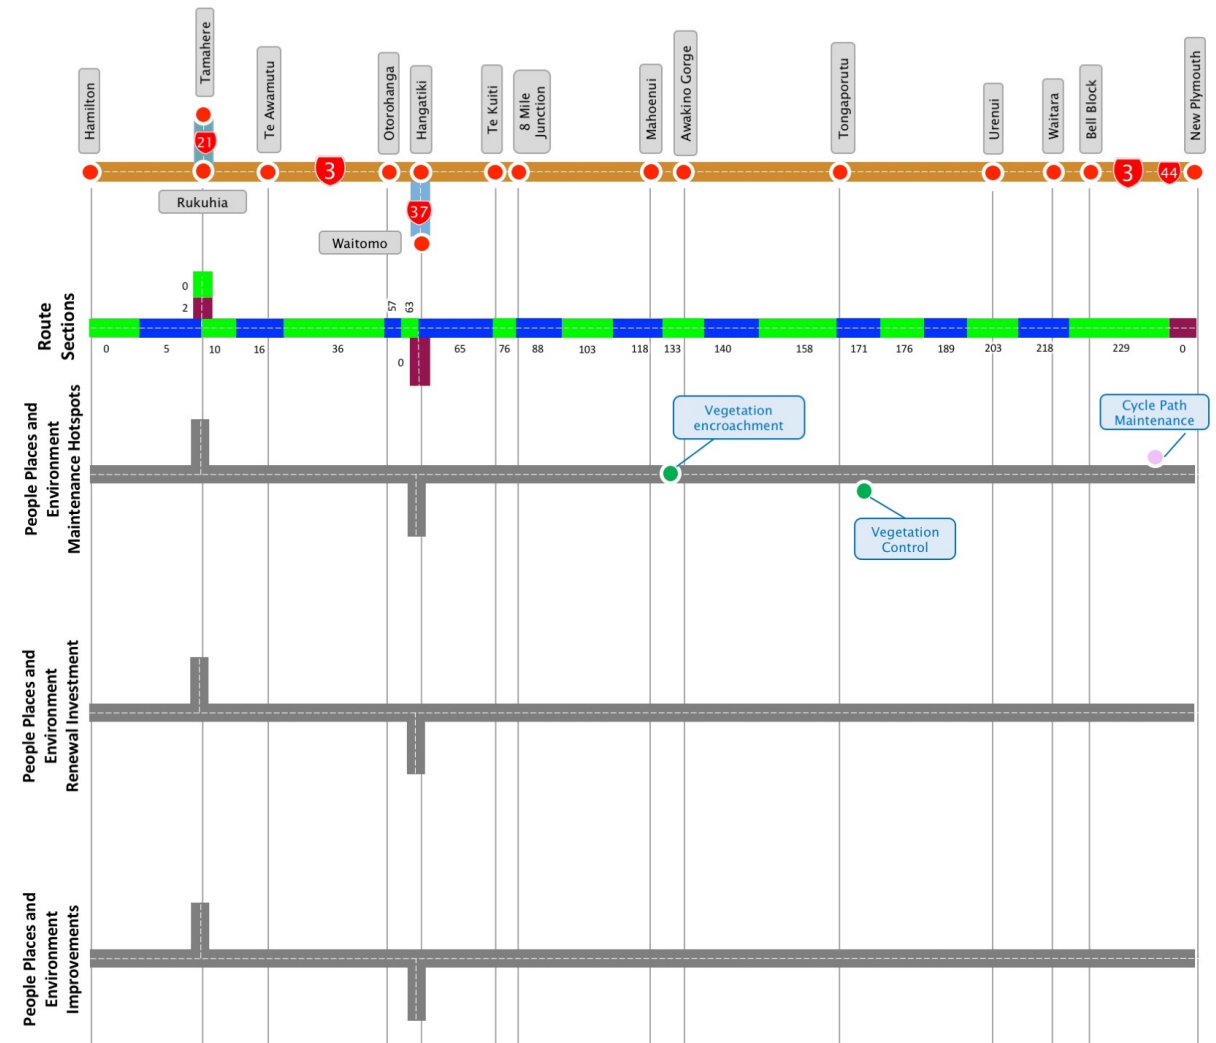 Hamilton
Tamahere
Te Awamutu
Otorohanga
Hangatiki
Te Kuiti
8 Mile
Junction
Mahoenui
Awakino Gorge
Tongaporutu
Urenui
Waitara
Bell Block
New Plymouth
21
3
3
44
Rukuhia
37
Waitomo
Route
Sections
0
2
57
63
0
5
10
16
36
0
65
76
88
103
118
133
140
158
171
176
189
203
218
229
0
People Places and
Environment
Maintenance Hotspots
Vegetation
encroachment
Cycle Path
Maintenance
Vegetation
Control
People Places and
Environment
Renewal Investment
People Places and
Environment
Improvements